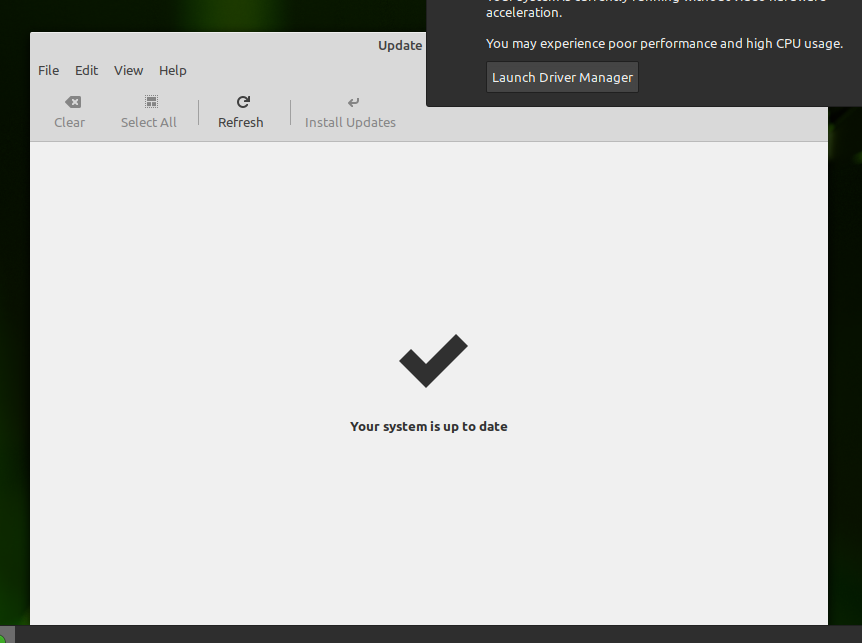 acceleration.
You may experience poor performance and high CPU usage.
Launch Driver Manager
Update
File Edit View Help
Clear Select All Refresh Install Updates
Your system is up to date